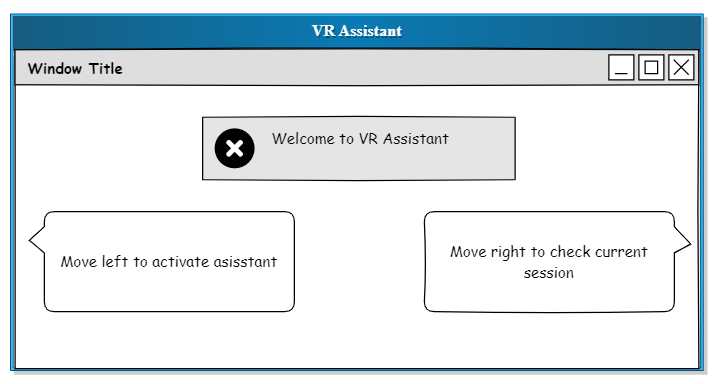 VR Assistant
Window Title
Welcome to VR Assistant
Move left to activate asisstant
Move right to check current
session